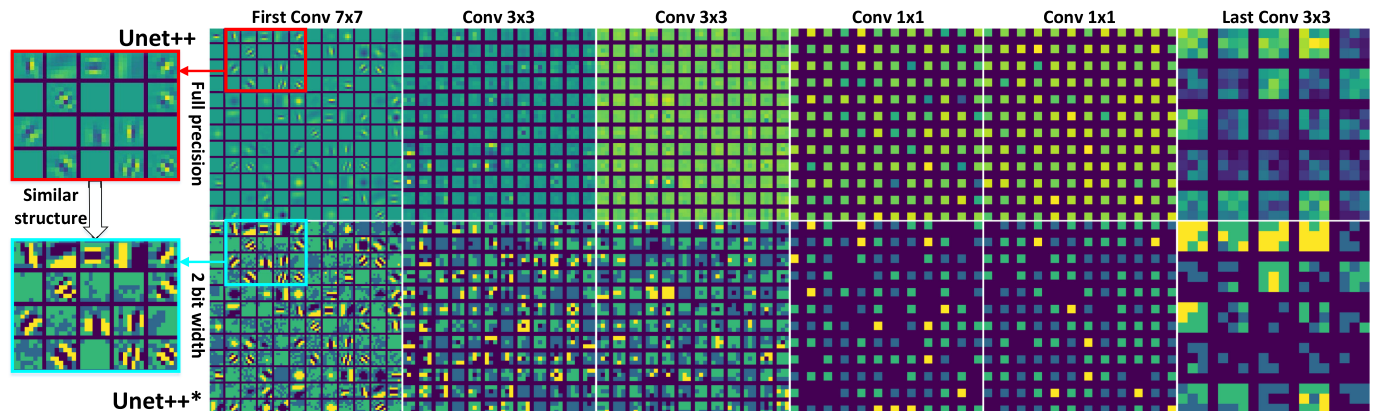 First Conv 7x7
Conv 3x3
Conv 3x3
Conv 1x1
Conv 1x1
Last Conv 3x3
Unet++
Full precision
Similar
structure
2 bit width
Unet++*